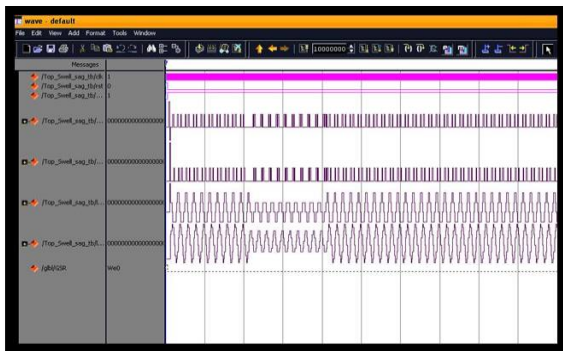 wave - default
File Edit View Add Format Tools Window
10000000
Messages
/Top_Swell_sag_tb/clk 1
/Top_Swell_sag_tb/rst 0
/Top_Swell_sag_tb/... 1
/Top_Swell_sag_tb/... 0000000000000000
/Top_Swell_sag_tb/... 0000000000000000
/Top_Swell_sag_tb/i... 0000000000000000
/Top_Swell_sag_tb/i... 0000000000000000
/glbl/GSR We0